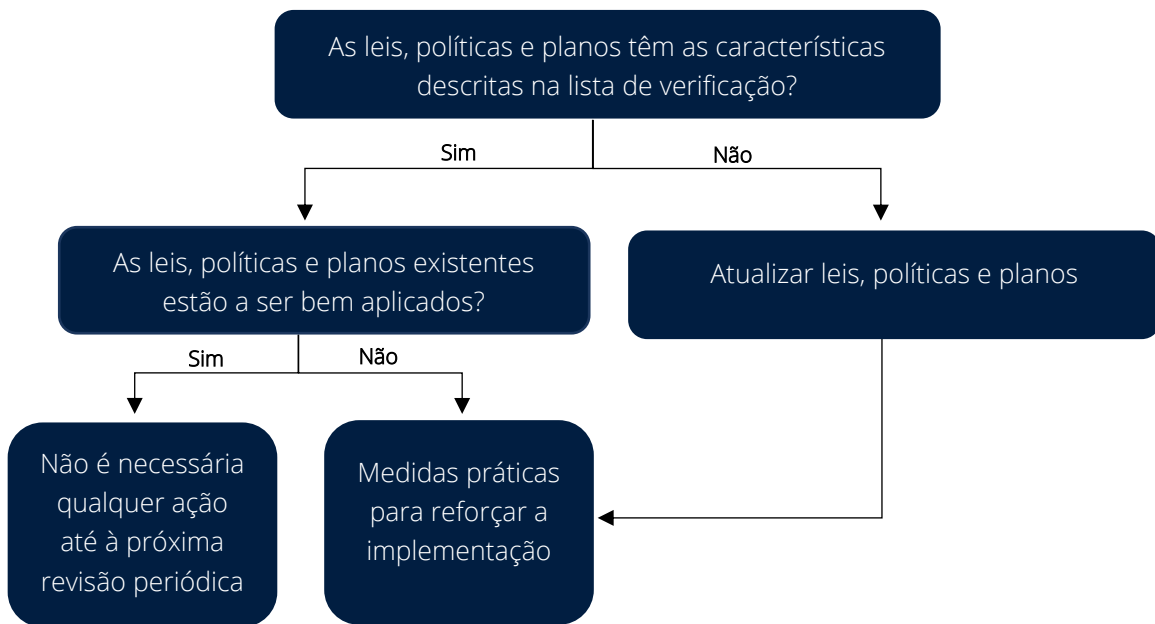 As leis, políticas e planos têm as características
descritas na lista de verificação?
Sim
Não
As leis, políticas e planos existentes
estão a ser bem aplicados?
Atualizar leis, políticas e planos
Sim
Não
Não é necessária
qualquer ação
até à próxima
revisão periódica
Medidas práticas
para reforçar a
implementação